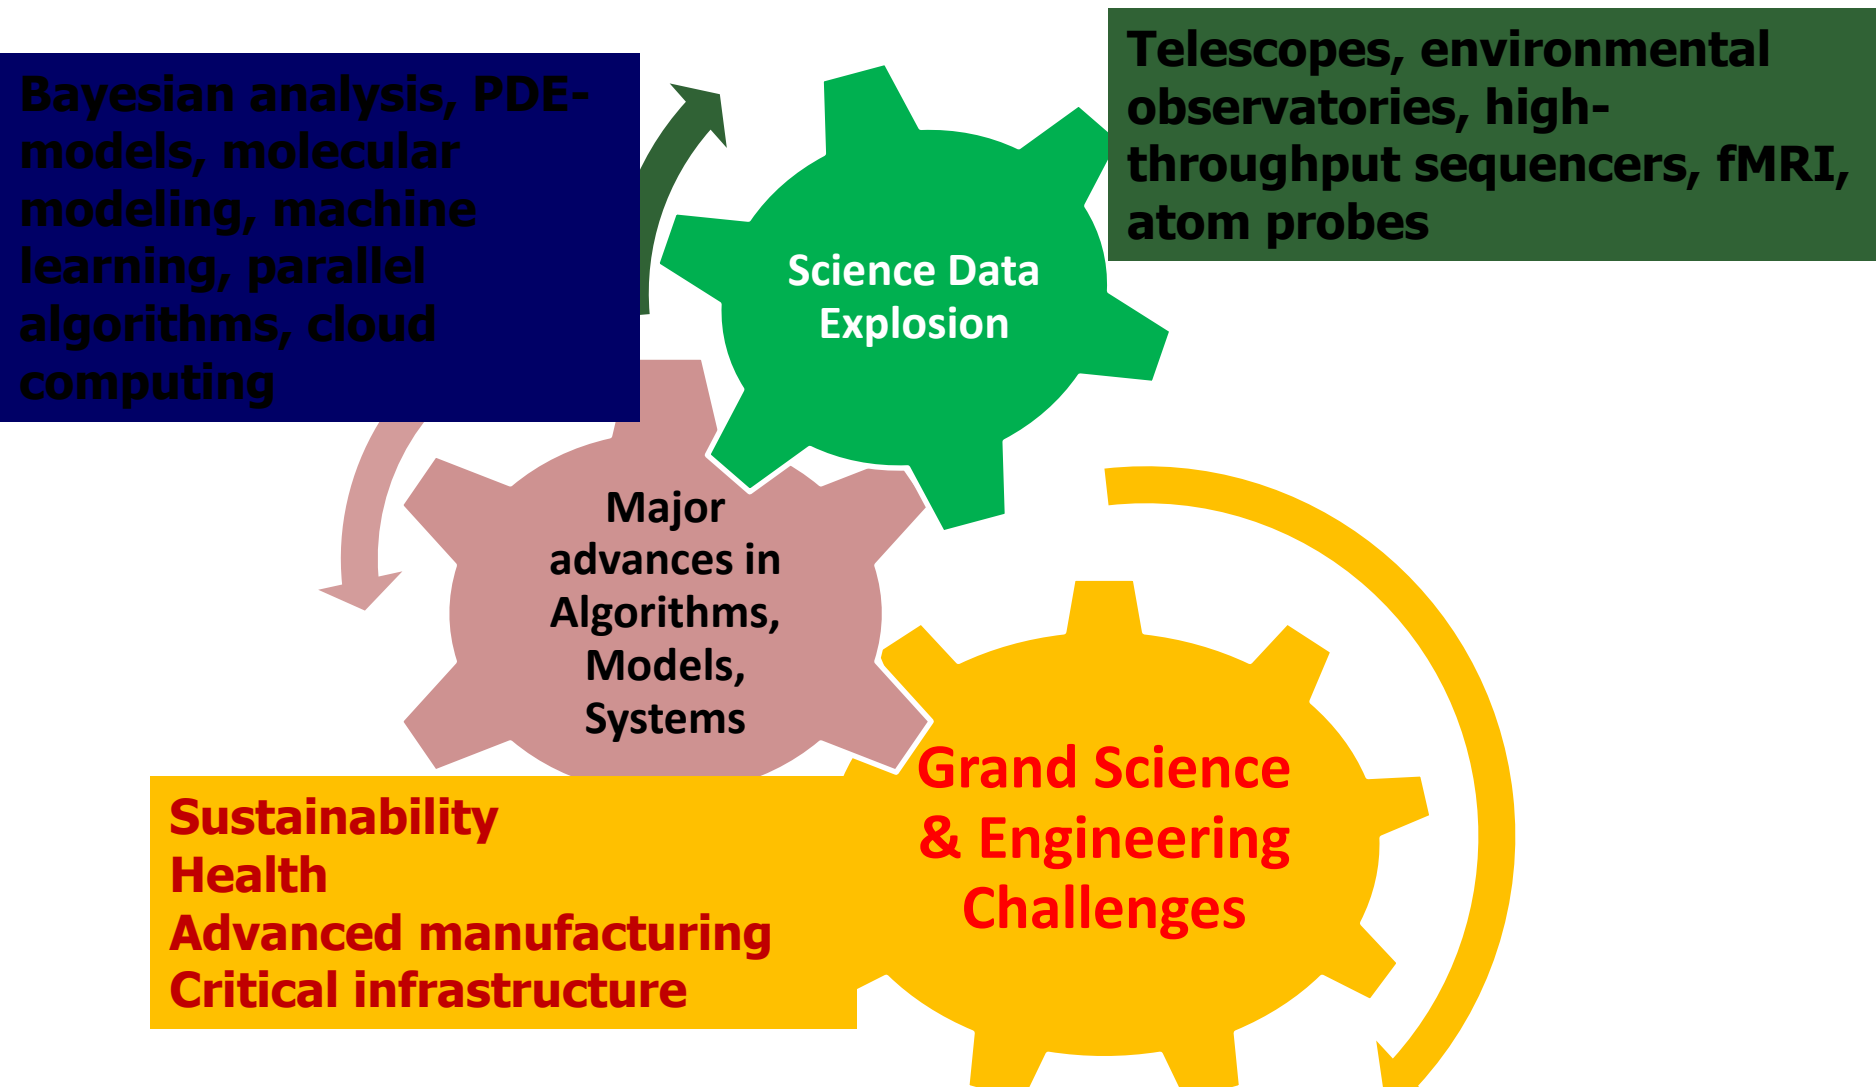 Bayesian analysis, PDE-
models, molecular
modeling, machine
learning, parallel
algorithms, cloud
computing
Telescopes, environmental
observatories, high-
throughput sequencers, fMRI,
atom probes
Science Data
Explosion
Major
advances in
Algorithms,
Models,
Systems
Grand Science
& Engineering
Challenges
Sustainability
Health
Advanced manufacturing
Critical infrastructure